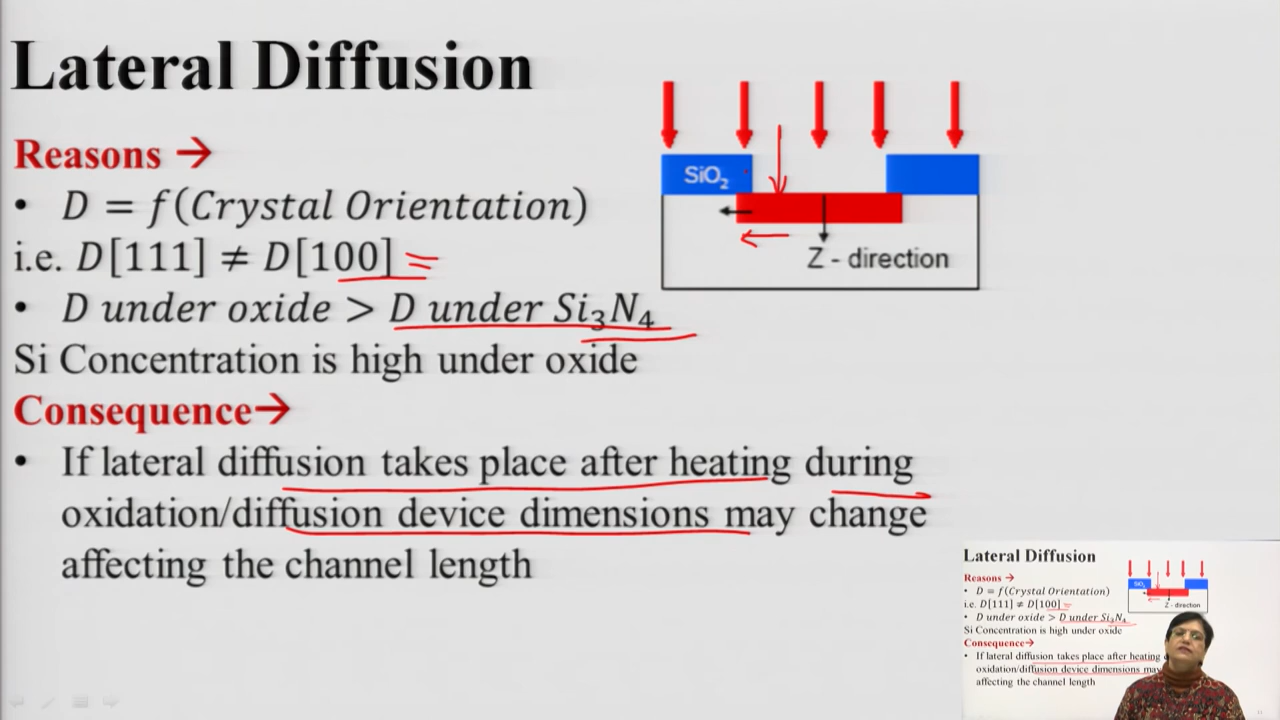 Lateral Diffusion
Reasons →
• D = f(Crystal Orientation)
i.e. D[111] ≠ D[100]
• D under oxide > D under Si₃N₄
Si Concentration is high under oxide
Consequence→
• If lateral diffusion takes place after heating during
oxidation/diffusion device dimensions may change
affecting the channel length
SiO₂
Z - direction
Lateral Diffusion
Reasons →
• D = f(Crystal Orientation)
i.e. D[111] ≠ D[100]
• D under oxide > D under Si₃N₄
Si Concentration is high under oxide
Consequence→
• If lateral diffusion takes place after heating
oxidation/diffusion device dimensions may
affecting the channel length
SiO₂
Z - direction